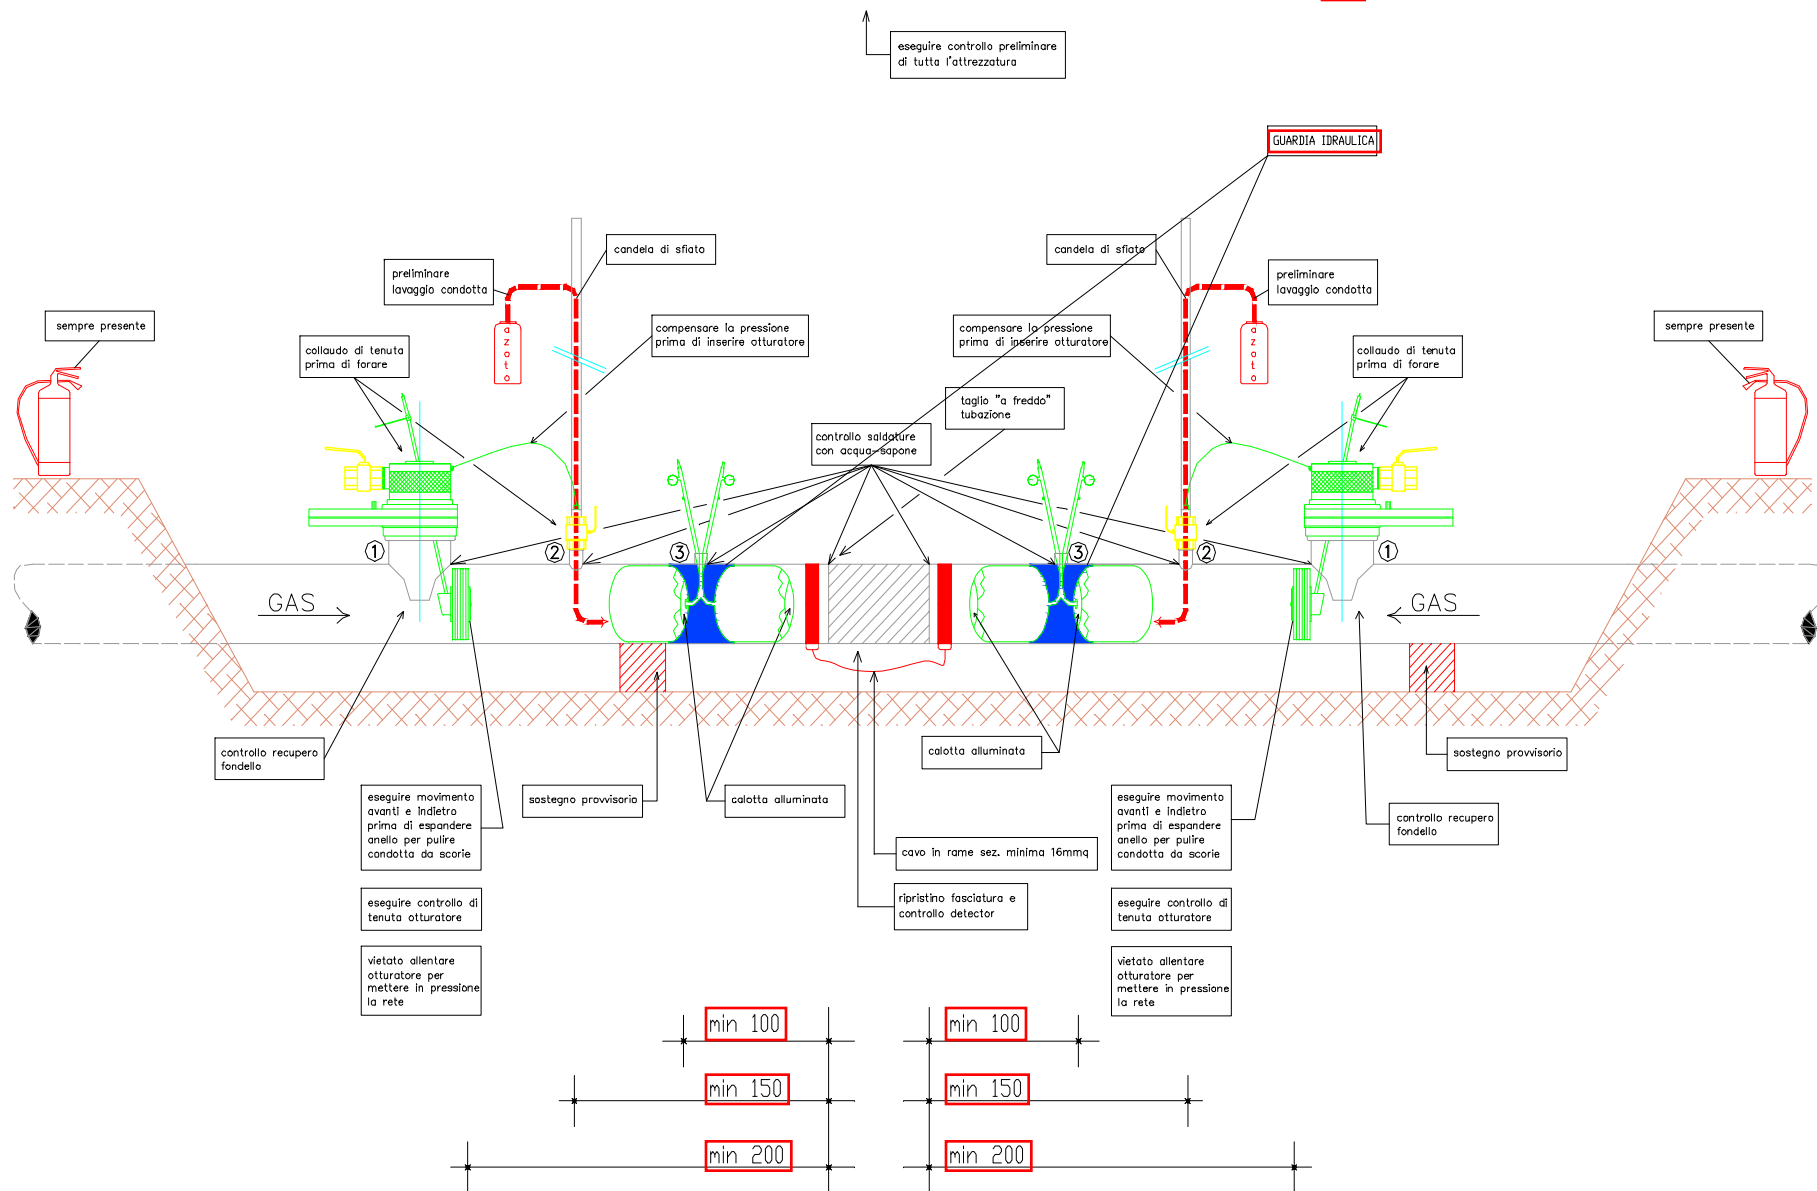 eseguire controllo preliminare
di tutta l'attrezzatura
GUARDIA IDRAULICA
candela di sfiato
candela di sfiato
preliminare
lavaggio condotta
preliminare
lavaggio condotta
sempre presente
compensare la pressione
prima di inserire otturatore
compensare la pressione
prima di inserire otturatore
sempre presente
collaudo di tenuta
prima di forare
collaudo di tenuta
prima di forare
azoto
azoto
taglio "a freddo"
tubazione
controllo saldature
con acqua-sapone
1
2
3
3
2
1
GAS
GAS
controllo recupero
fondello
calotta alluminata
sostegno provvisorio
eseguire movimento
avanti e indietro
prima di espandere
anello per pulire
condotta da scorie
sostegno provvisorio
calotta alluminata
eseguire movimento
avanti e indietro
prima di espandere
anello per pulire
condotta da scorie
controllo recupero
fondello
cavo in rame sez. minima 16mmq
eseguire controllo di
tenuta otturatore
ripristino fasciatura e
controllo detector
eseguire controllo di
tenuta otturatore
vietato allentare
otturatore per
mettere in pressione
la rete
vietato allentare
otturatore per
mettere in pressione
la rete
min 100
min 100
min 150
min 150
min 200
min 200